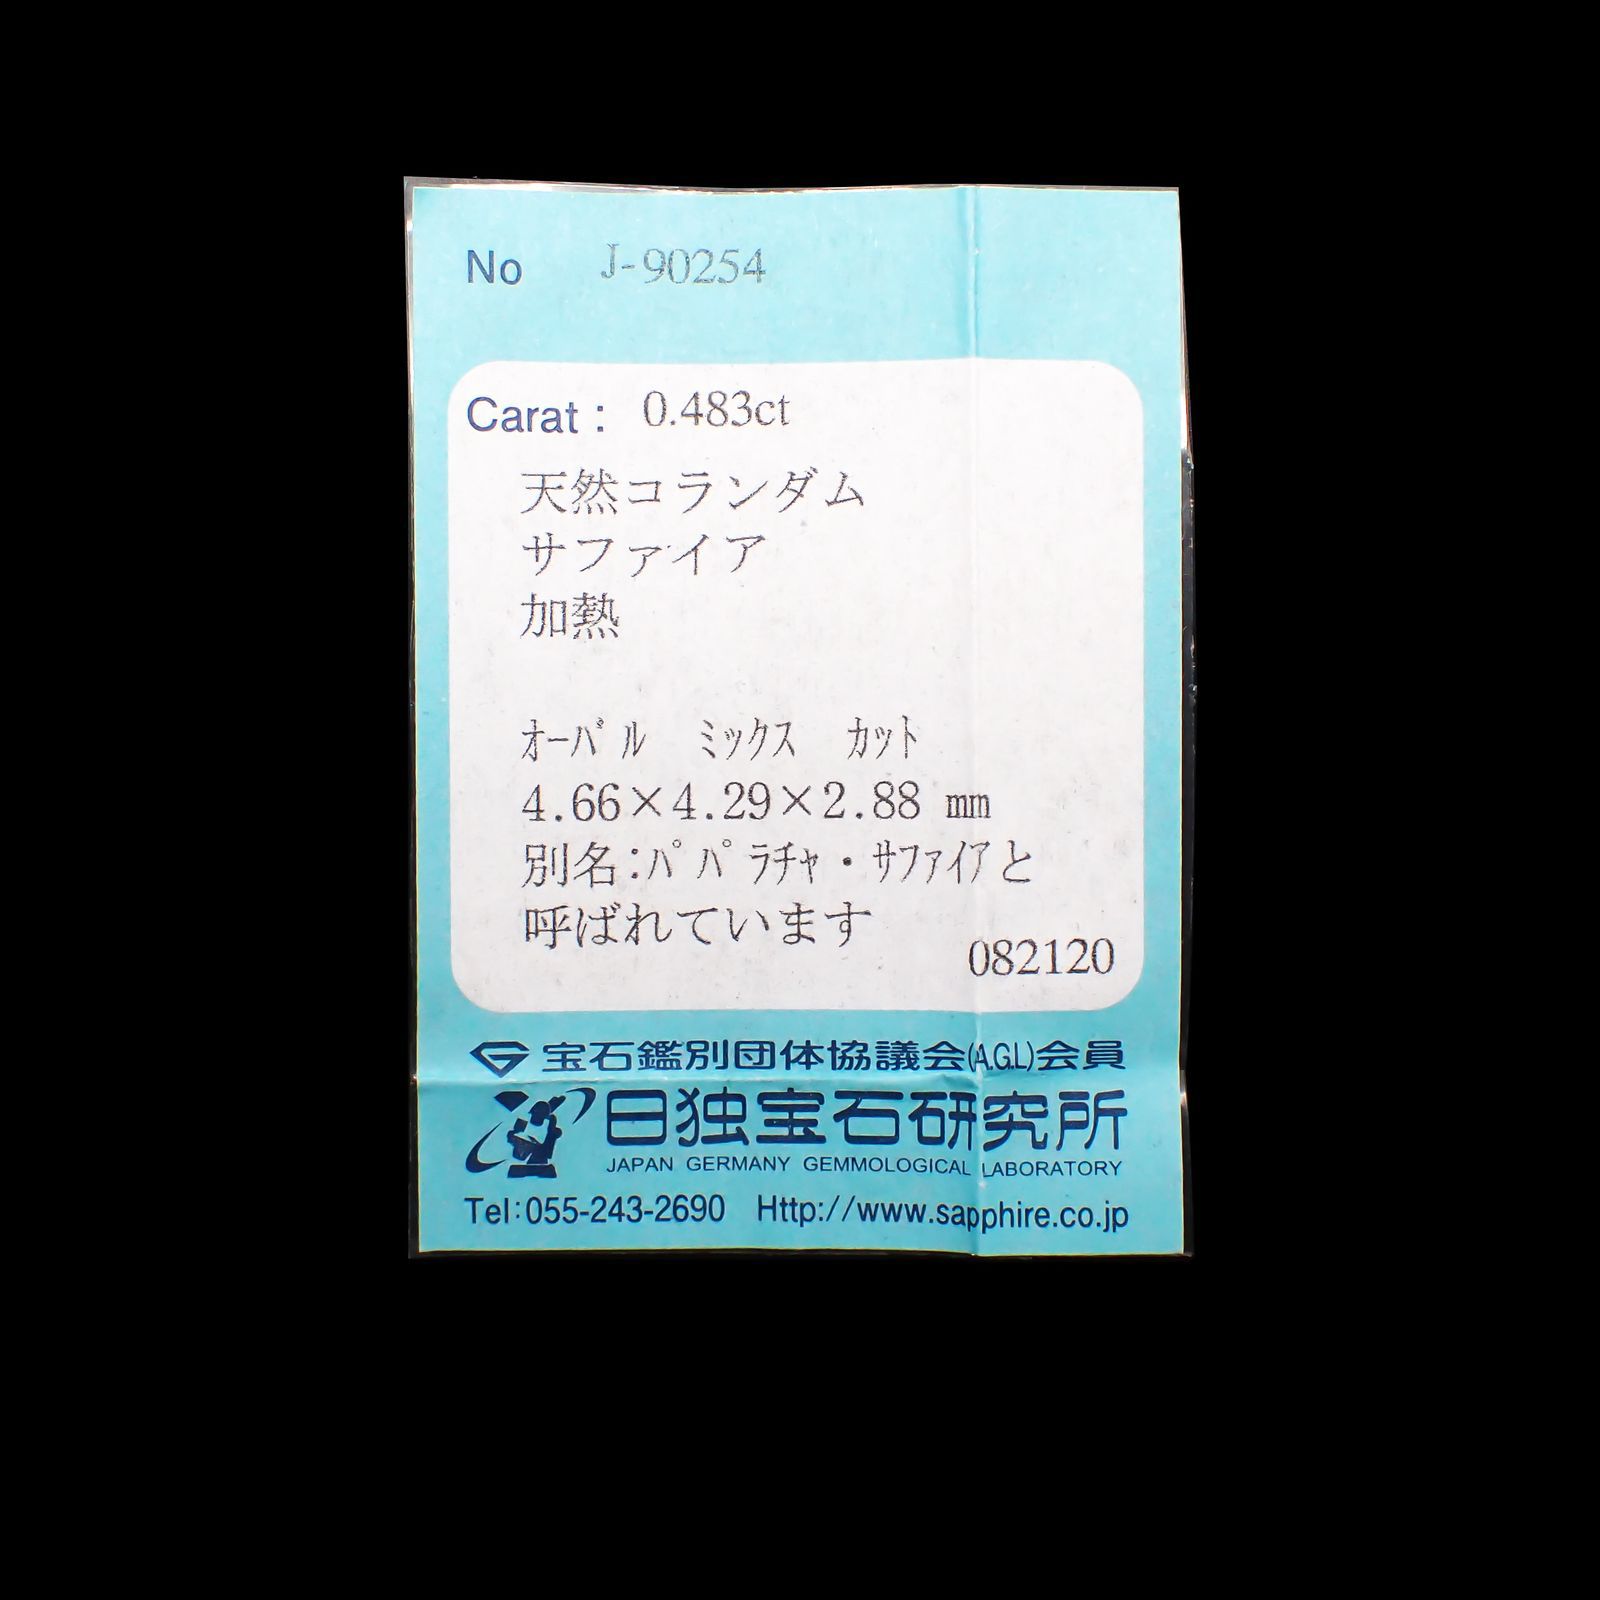 No J-90254
Carat: 0.483ct
天然コランダム
サファイア
加熱
ｵｰﾊﾞﾙ ﾐｯｸｽ ｶｯﾄ
4.66×4.29×2.88 mm
別名:ﾊﾟﾊﾟﾗﾁｬ・ｻﾌｧｲｱと
呼ばれています
082120
宝石鑑別団体協議会(A.G.L)会員
日独宝石研究所
JAPAN GERMANY GEMMOLOGICAL LABORATORY
Tel:055-243-2690 Http://www.sapphire.co.jp